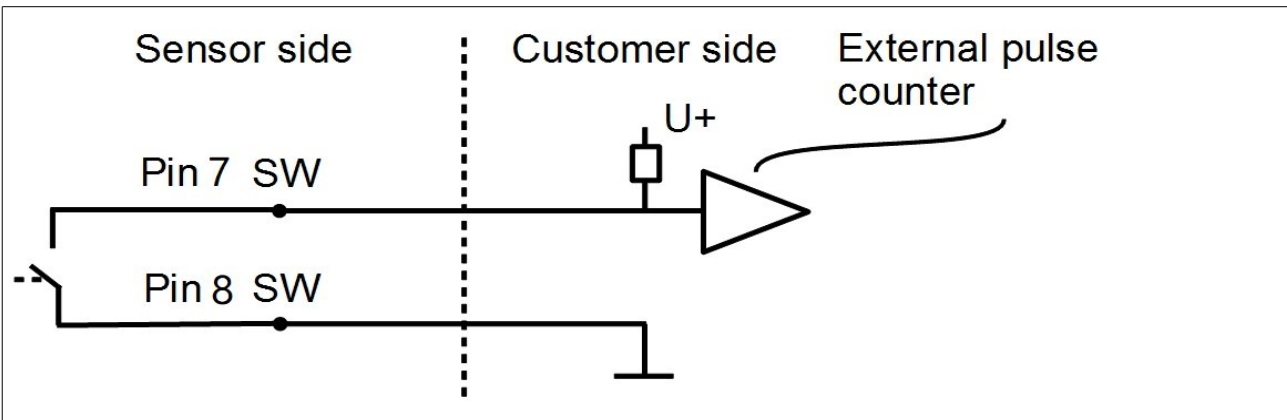 Sensor side
Customer side
External pulse
counter
U+
Pin 7 SW
Pin 8 SW